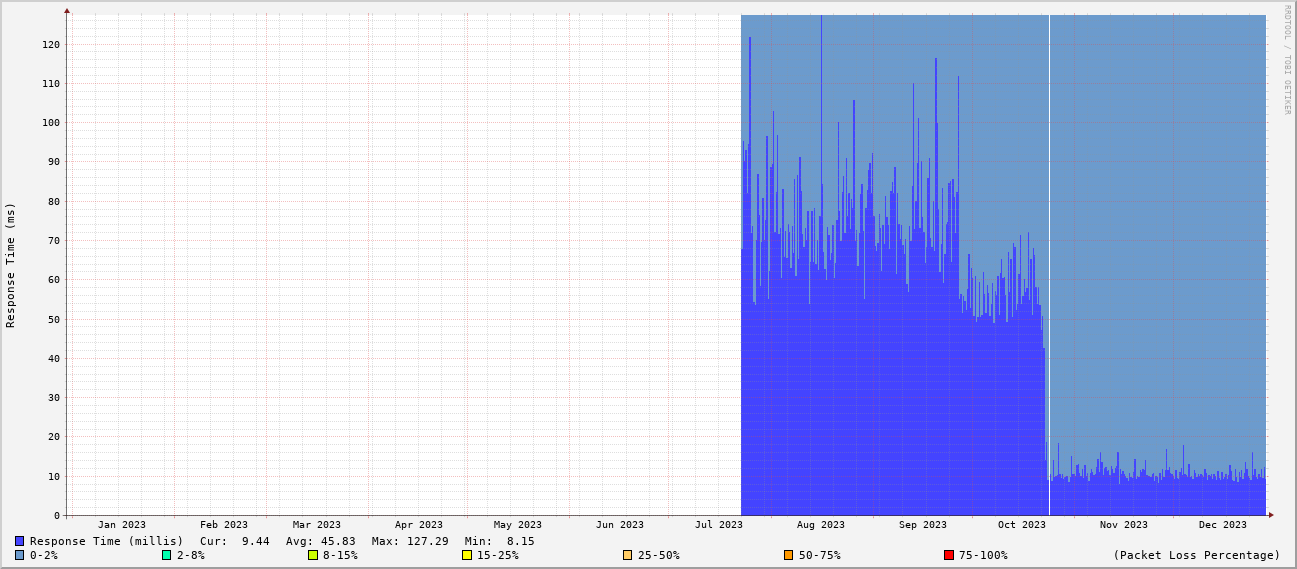 RRDTOOL / TOBI OETIKER
Response Time (ms)
120
110
100
90
80
70
60
50
40
30
20
10
0
Jan 2023 Feb 2023 Mar 2023 Apr 2023 May 2023 Jun 2023 Jul 2023 Aug 2023 Sep 2023 Oct 2023 Nov 2023 Dec 2023
Response Time (millis) Cur: 9.44 Avg: 45.83 Max: 127.29 Min: 8.15
0-2% 2-8% 8-15% 15-25% 25-50% 50-75% 75-100% (Packet Loss Percentage)